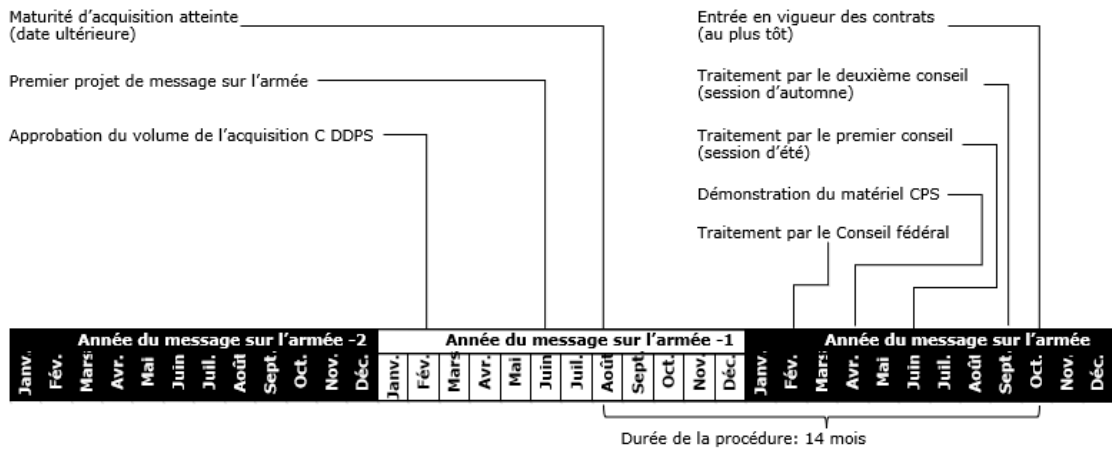 Maturité d'acquisition atteinte
(date ultérieure)
Premier projet de message sur l'armée
Approbation du volume de l'acquisition C DDPS
Entrée en vigueur des contrats
(au plus tôt)
Traitement par le deuxième conseil
(session d'automne)
Traitement par le premier conseil
(session d'été)
Démonstration du matériel CPS
Traitement par le Conseil fédéral
Année du message sur l'armée -2
Janv.
Fév.
Mars
Avr.
Mai
Juin
Juil.
Août
Sept.
Oct.
Nov.
Déc.
Année du message sur l'armée -1
Janv.
Fév.
Mars
Avr.
Mai
Juin
Juil.
Août
Sept.
Oct.
Nov.
Déc.
Année du message sur l'armée
Janv.
Fév.
Mars
Avr.
Mai
Juin
Juil.
Août
Sept.
Oct.
Nov.
Déc.
Durée de la procédure: 14 mois